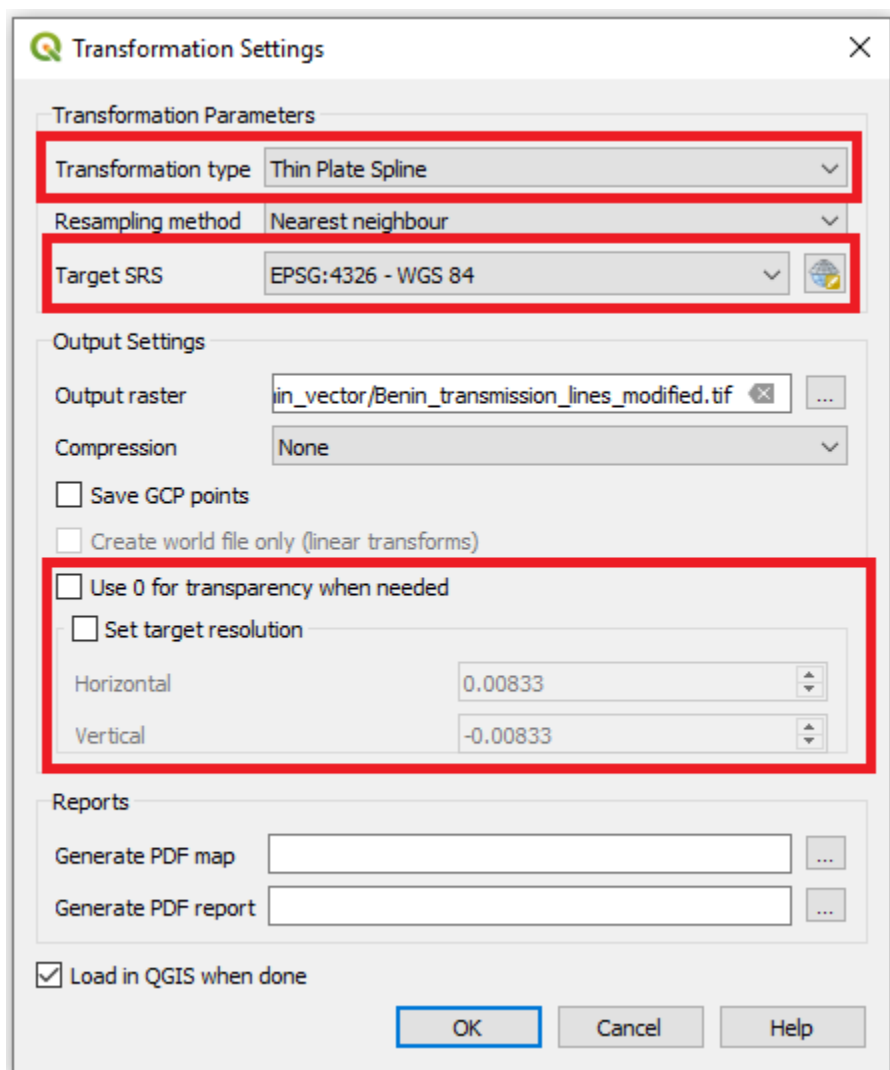 Transformation Settings
Transformation Parameters
Transformation type Thin Plate Spline
Resampling method Nearest neighbour
Target SRS EPSG:4326 - WGS 84
Output Settings
Output raster in_vector/Benin_transmission_lines_modified.tif ...
Compression None
Save GCP points
Create world file only (linear transforms)
Use 0 for transparency when needed
Set target resolution
Horizontal 0.00833
Vertical -0.00833
Reports
Generate PDF map ...
Generate PDF report ...
Load in QGIS when done
OK Cancel Help